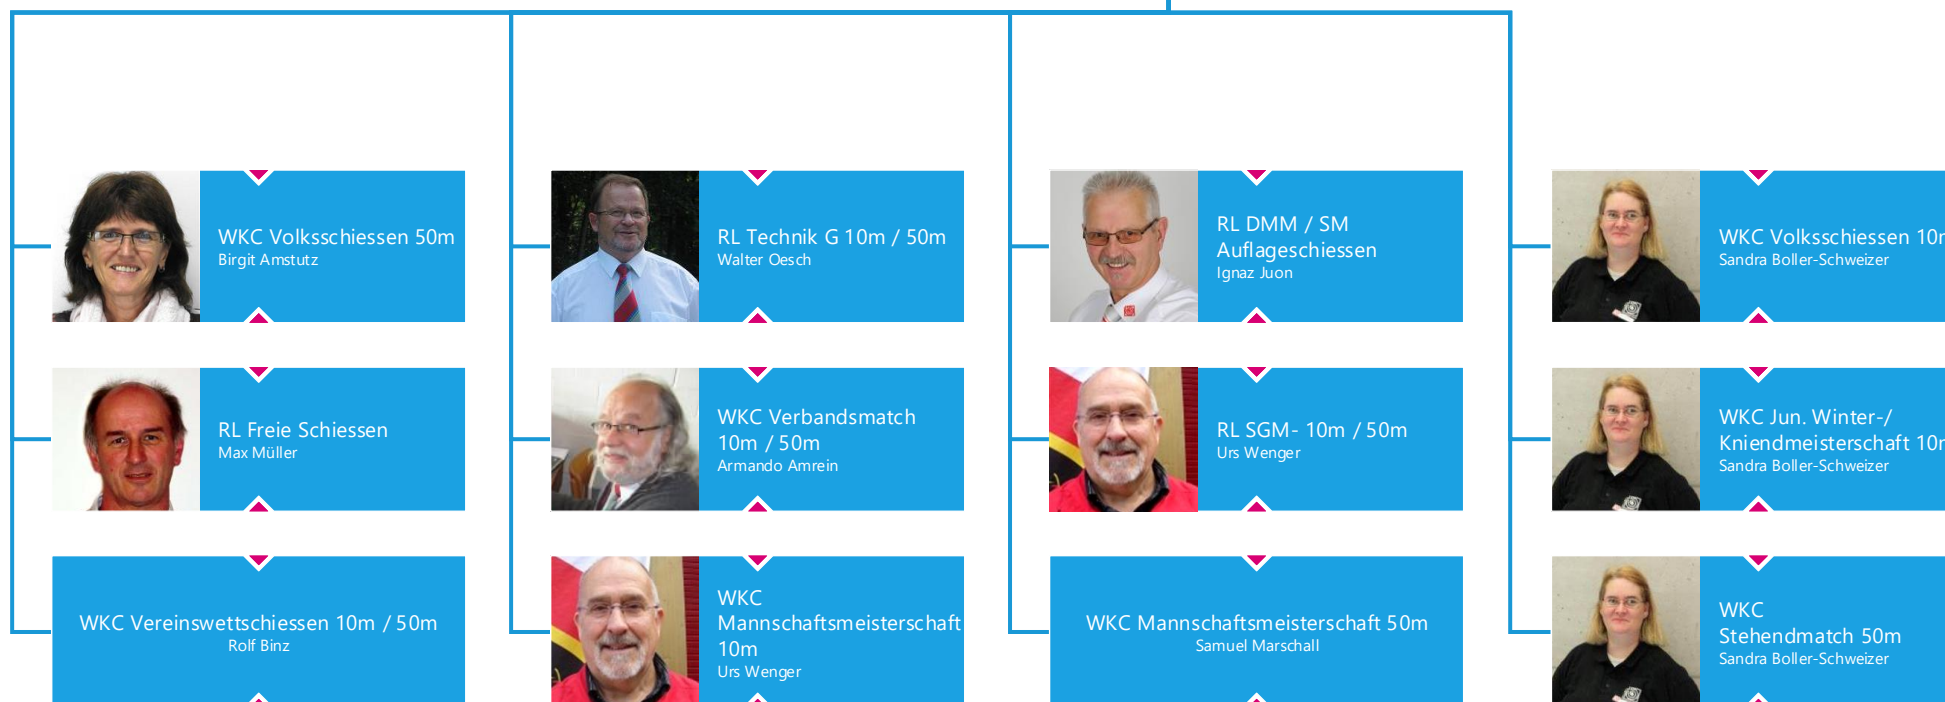 WKC Volksschiessen 50m
Birgit Amstutz
RL Technik G 10m / 50m
Walter Oesch
RL DMM / SM
Auflageschiessen
Ignaz Juon
WKC Volksschiessen
Sandra Boller-Schweizer
RL Freie Schiessen
Max Müller
WKC Verbandsmatch
10m / 50m
Armando Amrein
RL SGM- 10m / 50m
Urs Wenger
WKC Jun. Winter-/
Kniendmeisterschaft
Sandra Boller-Schweizer
WKC Vereinswettschiessen 10m / 50m
Rolf Binz
WKC
Mannschaftsmeisterschaft
10m
Urs Wenger
WKC Mannschaftsmeisterschaft 50m
Samuel Marschall
WKC
Stehendmatch 50m
Sandra Boller-Schweizer